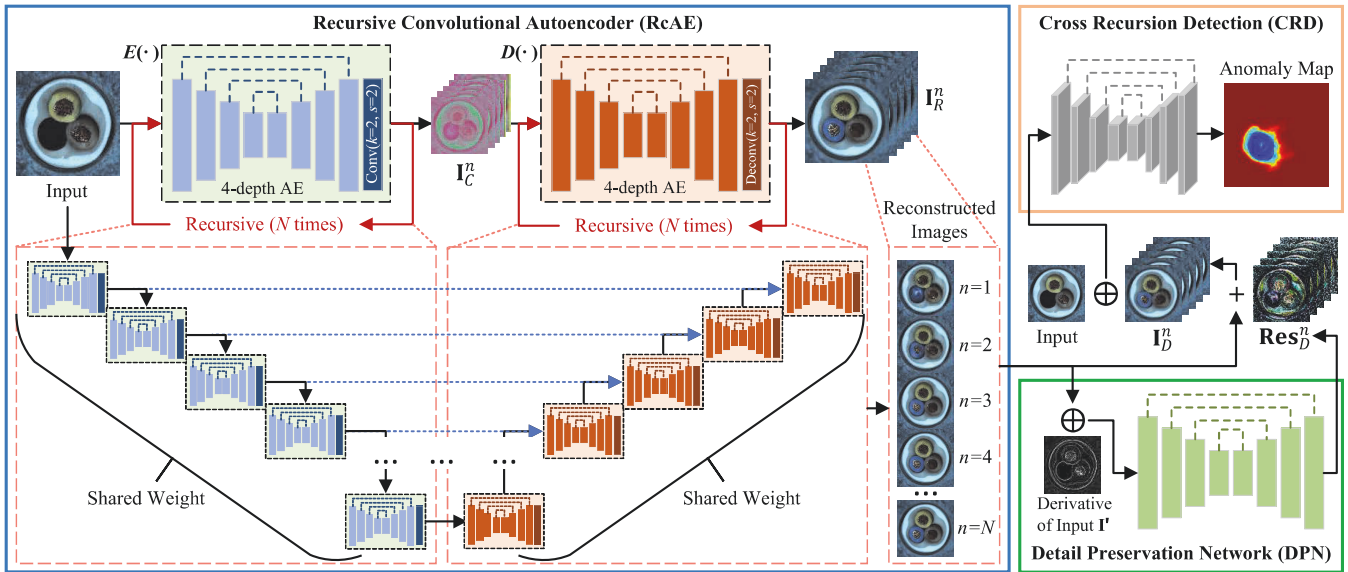 Recursive Convolutional Autoencoder (RcAE)
E(·)
D(·)
Conv(k=2, s=2)
Deconv(k=2, s=2)
4-depth AE
4-depth AE
Input
I_C^n
I_R^n
Recursive (N times)
Recursive (N times)
Reconstructed
Images
n=1
n=2
n=3
n=4
...
n=N
... ... ...
Shared Weight
Shared Weight
Cross Recursion Detection (CRD)
Anomaly Map
Input
⊕
I_D^n
+
Res_D^n
⊕
Derivative
of Input I'
Detail Preservation Network (DPN)